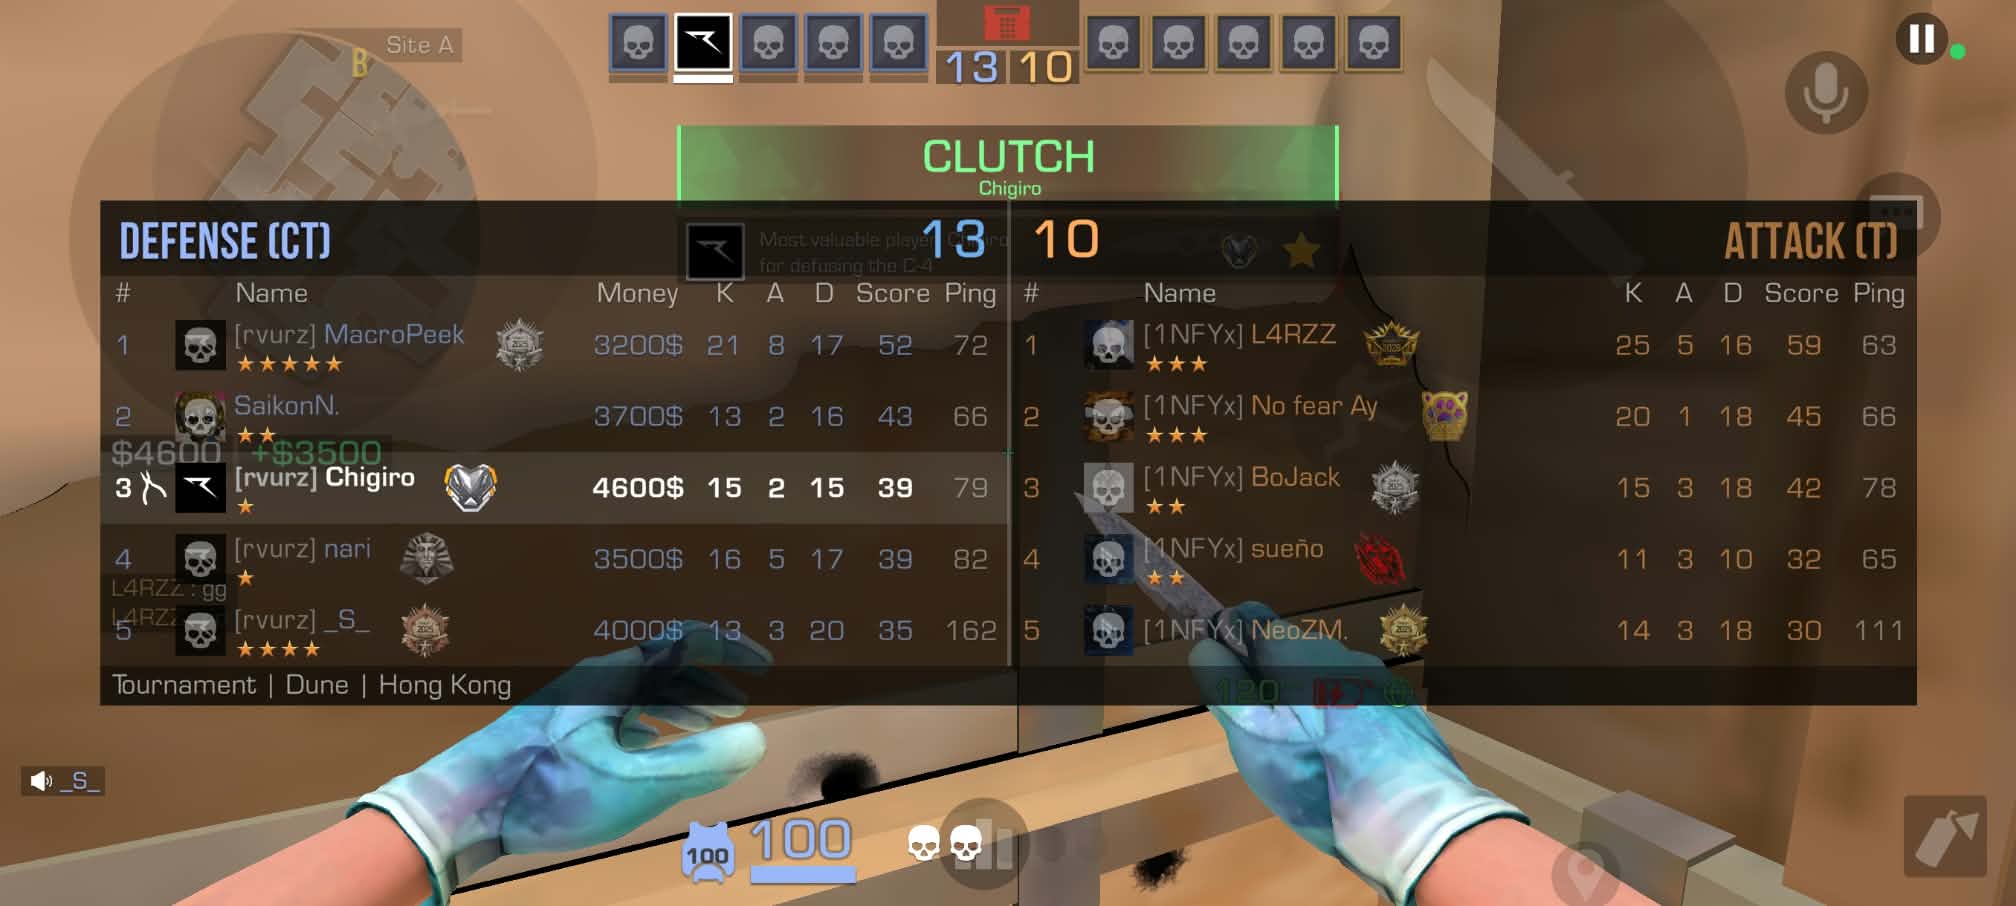 Site A
B
13 10
CLUTCH
Chigiro
Most valuable player Chigiro
for defusing the C-4
DEFENSE (CT) 13 10 ATTACK (T)
# Name Money K A D Score Ping # Name K A D Score Ping
1 [rvurz] MacroPeek 3200$ 21 8 17 52 72 1 [1NFYx] L4RZZ 25 5 16 59 63
2 SaikonN. 3700$ 13 2 16 43 66 2 [1NFYx] No fear Ay 20 1 18 45 66
$4600 +$3500
3 [rvurz] Chigiro 4600$ 15 2 15 39 79 3 [1NFYx] BoJack 15 3 18 42 78
4 [rvurz] nari 3500$ 16 5 17 39 82 4 [1NFYx] sueño 11 3 10 32 65
L4RZZ : gg
L4RZZ
5 [rvurz] _S_ 4000$ 13 3 20 35 162 5 [1NFYx] NeoZM. 14 3 18 30 111
Tournament | Dune | Hong Kong
120
_S_
100 100